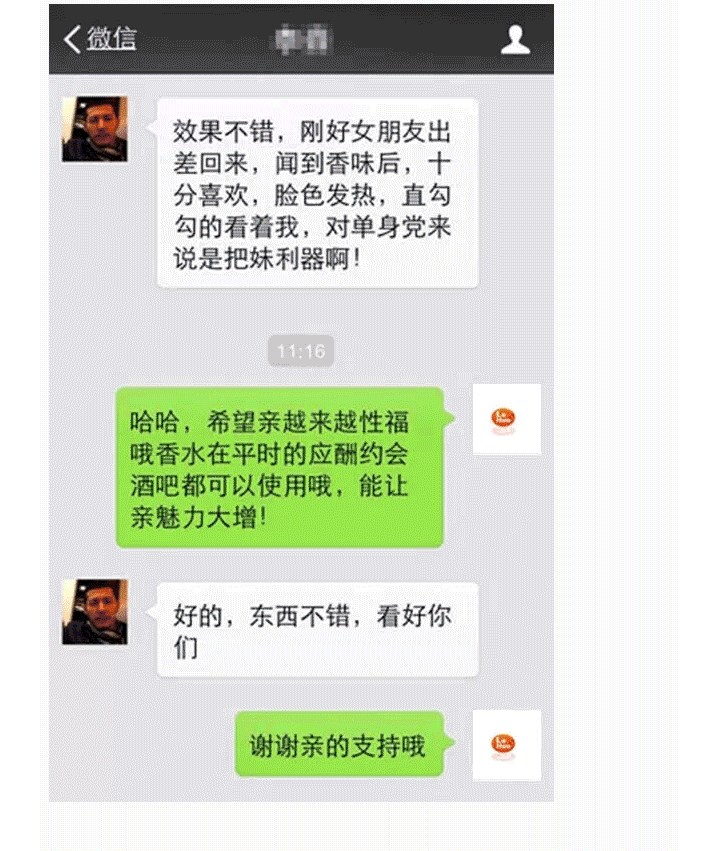 微信
效果不错，刚好女朋友出
差回来，闻到香味后，十
分喜欢，脸色发热，直勾
勾的看着我，对单身党来
说是把妹利器啊！
11:16
哈哈，希望亲越来越性福
哦香水在平时的应酬约会
酒吧都可以使用哦，能让
亲魅力大增！
好的，东西不错，看好你
们
谢谢亲的支持哦